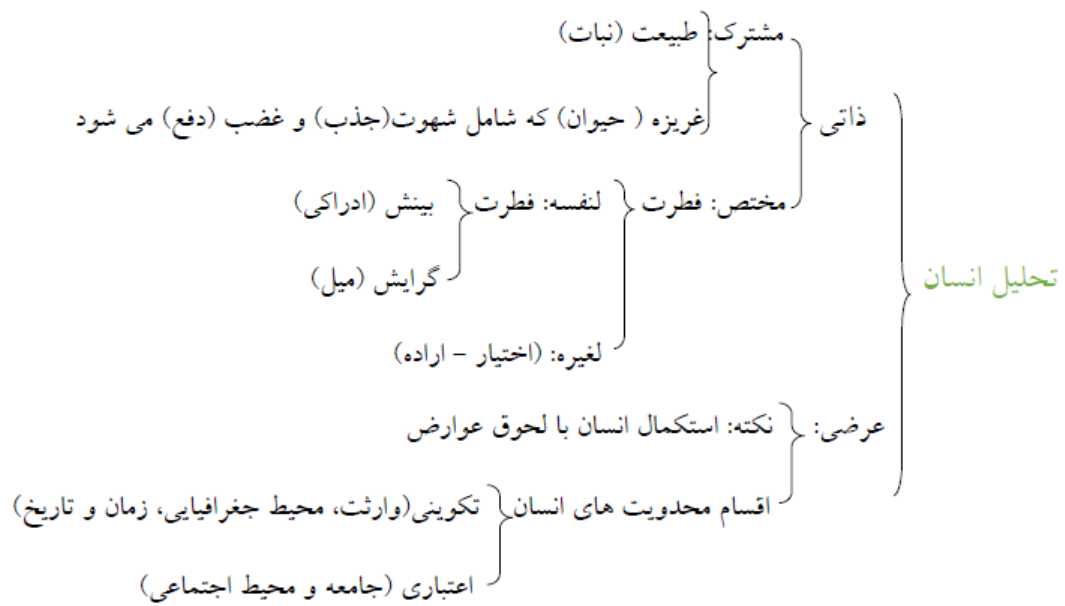 مشترک: طبیعت (نبات)
ذاتی
غریزه ( حیوان) که شامل شهوت(جذب) و غضب (دفع) می شود
مختص: فطرت
لنفسه: فطرت
بینش (ادراکی)
گرایش (میل)
تحلیل انسان
لغیره: (اختیار - اراده)
عرضی:
نکته: استکمال انسان با لحوق عوارض
اقسام محدویت های انسان
تکوینی(وارثت، محیط جغرافیایی، زمان و تاریخ)
اعتباری (جامعه و محیط اجتماعی)